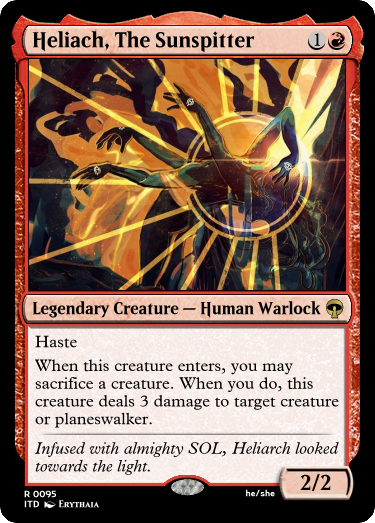 Heliach, The Sunspitter 1
Legendary Creature — Human Warlock
Haste
When this creature enters, you may
sacrifice a creature. When you do, this
creature deals 3 damage to target creature
or planeswalker.
Infused with almighty SOL, Heliarch looked
towards the light.
2/2
R 0095
he/she
ITD Erythaia